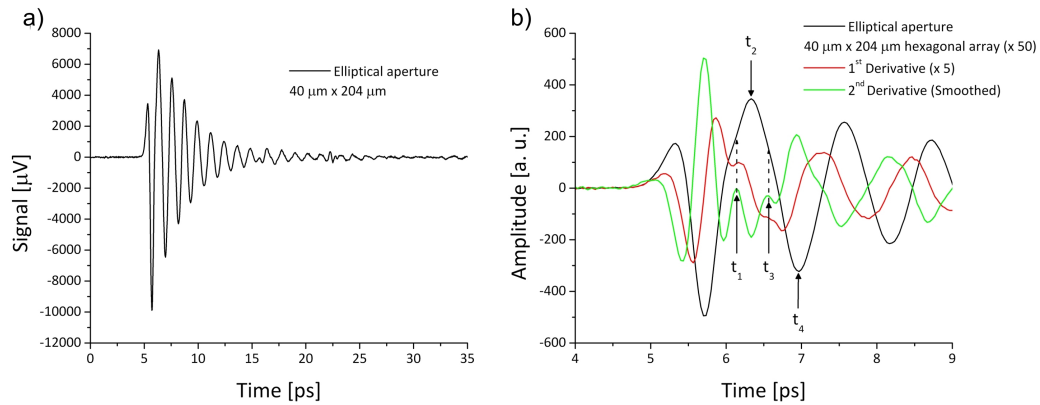 a)
8000
6000
4000
2000
0
-2000
-4000
-6000
-8000
-10000
-12000
Signal [µV]
0 5 10 15 20 25 30 35
Time [ps]
Elliptical aperture
40 µm x 204 µm
b)
600
400
200
0
-200
-400
-600
Amplitude [a. u.]
4 5 6 7 8 9
Time [ps]
Elliptical aperture
40 µm x 204 µm hexagonal array (x 50)
1st Derivative (x 5)
2nd Derivative (Smoothed)
t2
t1
t3
t4